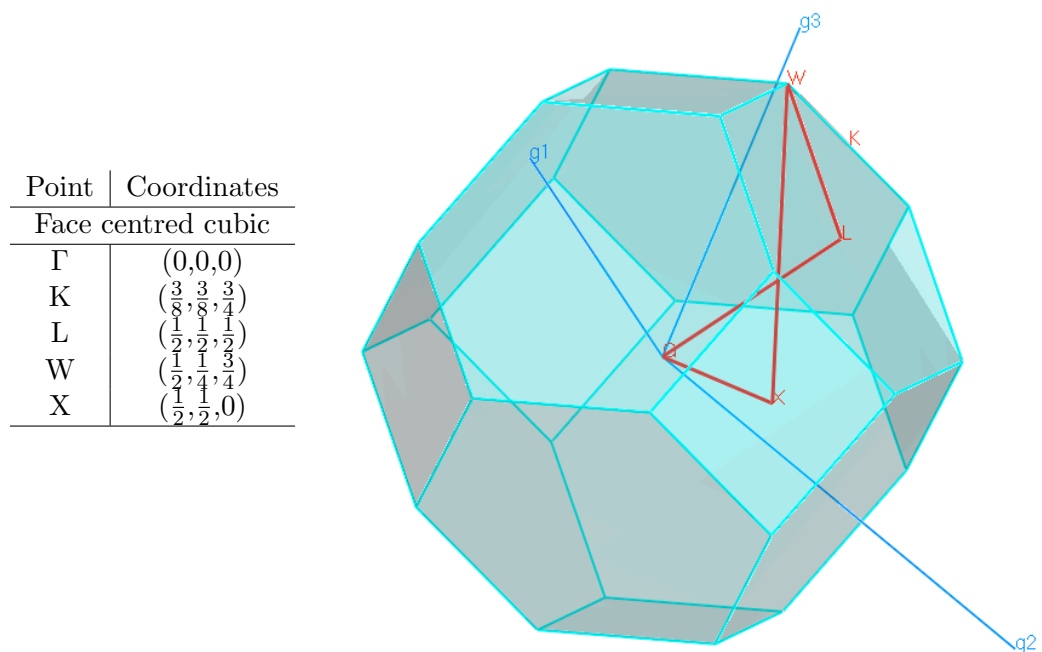 Point Coordinates
Face centred cubic
Γ (0,0,0)
K (3/8,3/8,3/4)
L (1/2,1/2,1/2)
W (1/2,1/4,3/4)
X (1/2,1/2,0)
g3
W
K
g1
L
G
X
g2